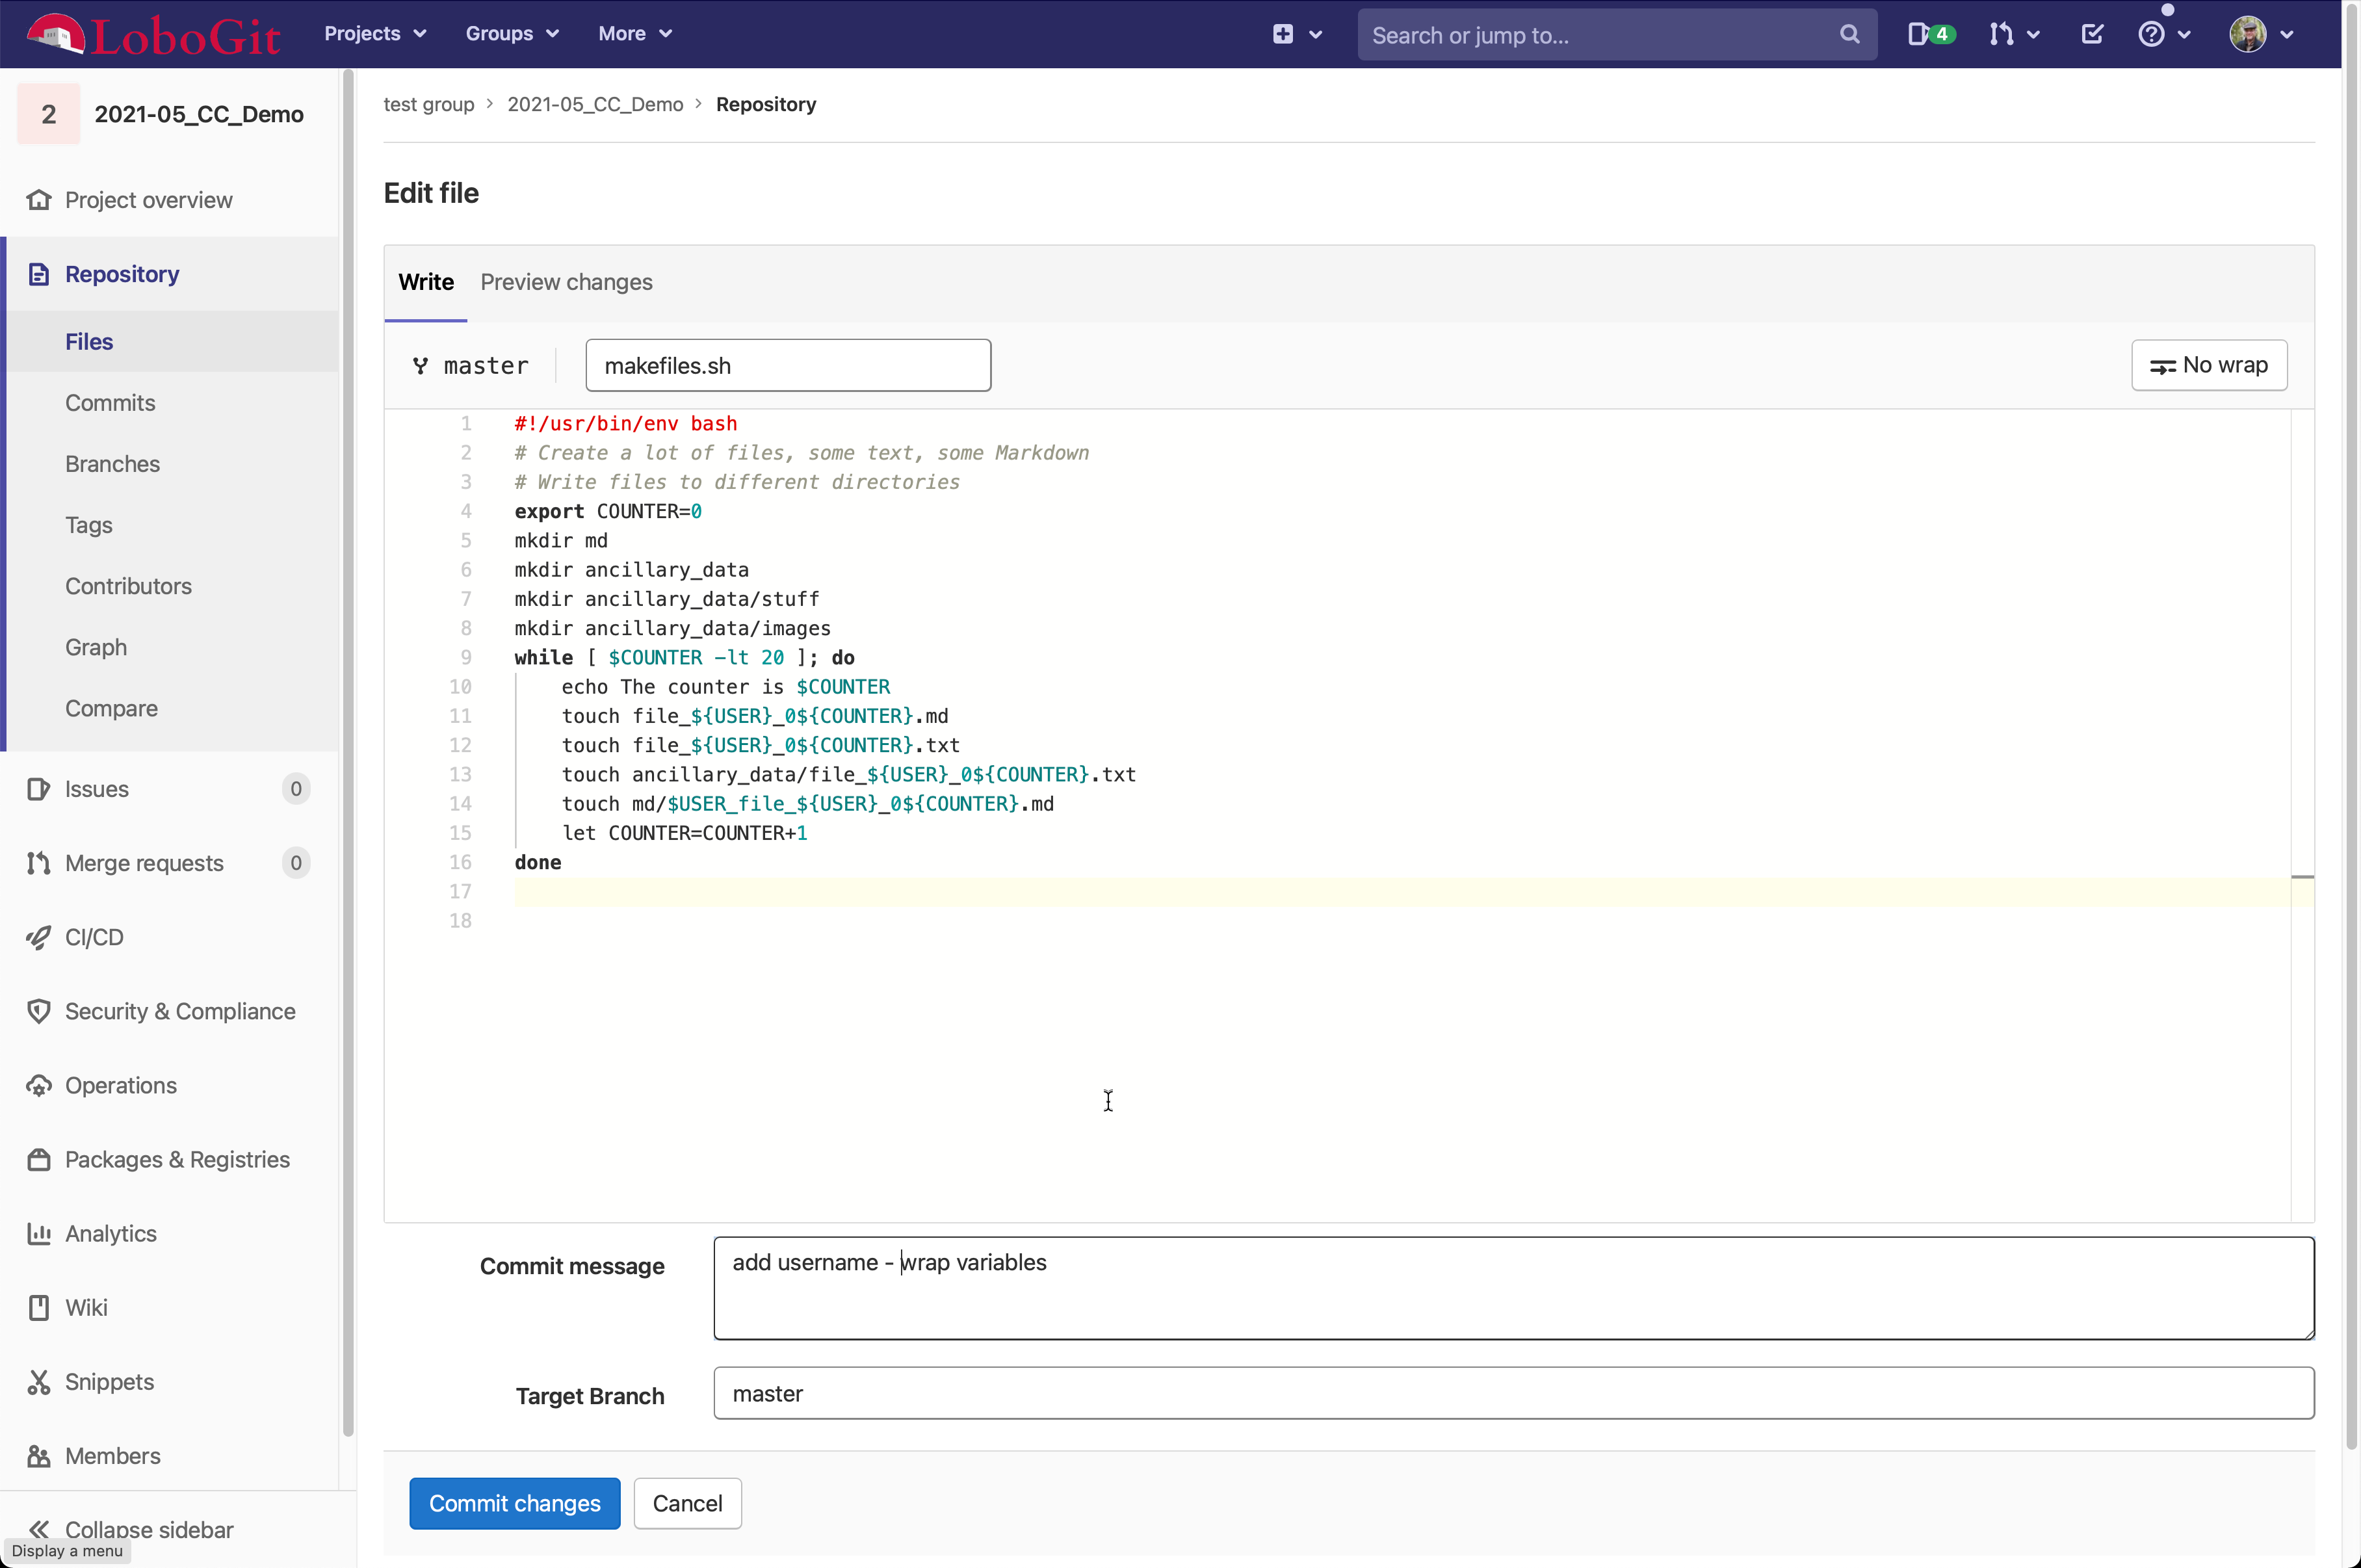 LoboGit
Projects
Groups
More
Search or jump to...
4
2
2021-05_CC_Demo
Project overview
Repository
Files
Commits
Branches
Tags
Contributors
Graph
Compare
Issues
0
Merge requests
0
CI/CD
Security & Compliance
Operations
Packages & Registries
Analytics
Wiki
Snippets
Members
Collapse sidebar
Display a menu
test group > 2021-05_CC_Demo > Repository
Edit file
Write
Preview changes
master
makefiles.sh
No wrap
1 #!/usr/bin/env bash
2 # Create a lot of files, some text, some Markdown
3 # Write files to different directories
4 export COUNTER=0
5 mkdir md
6 mkdir ancillary_data
7 mkdir ancillary_data/stuff
8 mkdir ancillary_data/images
9 while [ $COUNTER -lt 20 ]; do
10 echo The counter is $COUNTER
11 touch file_${USER}_0${COUNTER}.md
12 touch file_${USER}_0${COUNTER}.txt
13 touch ancillary_data/file_${USER}_0${COUNTER}.txt
14 touch md/$USER_file_${USER}_0${COUNTER}.md
15 let COUNTER=COUNTER+1
16 done
17
18
Commit message
add username - wrap variables
Target Branch
master
Commit changes
Cancel